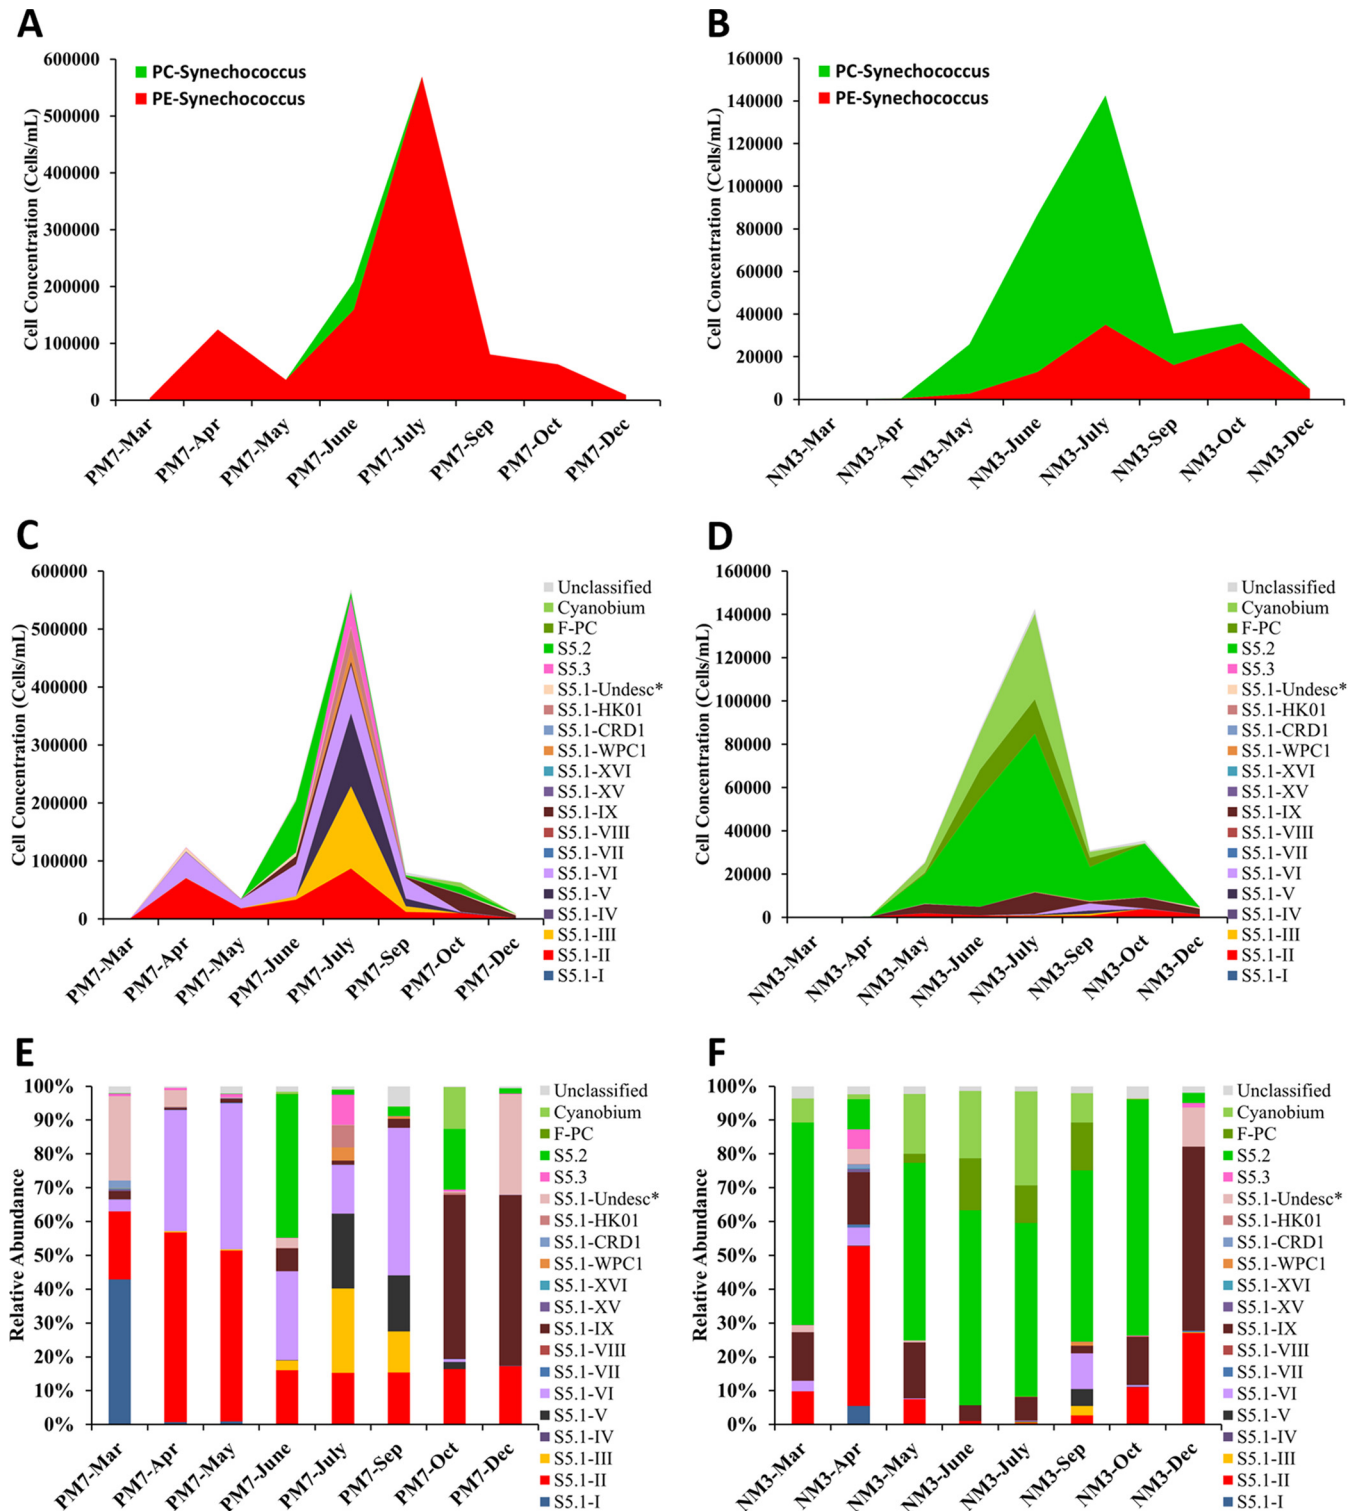 A
Cell Concentration (Cells/mL)
600000
500000
400000
300000
200000
100000
0
PC-Synechococcus
PE-Synechococcus
PM7-Mar
PM7-Apr
PM7-May
PM7-June
PM7-July
PM7-Sep
PM7-Oct
PM7-Dec
B
Cell Concentration (Cells/mL)
160000
140000
120000
100000
80000
60000
40000
20000
0
PC-Synechococcus
PE-Synechococcus
NM3-Mar
NM3-Apr
NM3-May
NM3-June
NM3-July
NM3-Sep
NM3-Oct
NM3-Dec
C
Cell Concentration (Cells/mL)
600000
500000
400000
300000
200000
100000
0
PM7-Mar
PM7-Apr
PM7-May
PM7-June
PM7-July
PM7-Sep
PM7-Oct
PM7-Dec
Unclassified
Cyanobium
F-PC
S5.2
S5.3
S5.1-Undesc*
S5.1-HK01
S5.1-CRD1
S5.1-WPC1
S5.1-XVI
S5.1-XV
S5.1-IX
S5.1-VIII
S5.1-VII
S5.1-VI
S5.1-V
S5.1-IV
S5.1-III
S5.1-II
S5.1-I
D
Cell Concentration (Cells/mL)
160000
140000
120000
100000
80000
60000
40000
20000
0
NM3-Mar
NM3-Apr
NM3-May
NM3-June
NM3-July
NM3-Sep
NM3-Oct
NM3-Dec
Unclassified
Cyanobium
F-PC
S5.2
S5.3
S5.1-Undesc*
S5.1-HK01
S5.1-CRD1
S5.1-WPC1
S5.1-XVI
S5.1-XV
S5.1-IX
S5.1-VIII
S5.1-VII
S5.1-VI
S5.1-V
S5.1-IV
S5.1-III
S5.1-II
S5.1-I
E
Relative Abundance
100%
90%
80%
70%
60%
50%
40%
30%
20%
10%
0%
PM7-Mar
PM7-Apr
PM7-May
PM7-June
PM7-July
PM7-Sep
PM7-Oct
PM7-Dec
Unclassified
Cyanobium
F-PC
S5.2
S5.3
S5.1-Undesc*
S5.1-HK01
S5.1-CRD1
S5.1-WPC1
S5.1-XVI
S5.1-XV
S5.1-IX
S5.1-VIII
S5.1-VII
S5.1-VI
S5.1-V
S5.1-IV
S5.1-III
S5.1-II
S5.1-I
F
Relative Abundance
100%
90%
80%
70%
60%
50%
40%
30%
20%
10%
0%
NM3-Mar
NM3-Apr
NM3-May
NM3-June
NM3-July
NM3-Sep
NM3-Oct
NM3-Dec
Unclassified
Cyanobium
F-PC
S5.2
S5.3
S5.1-Undesc*
S5.1-HK01
S5.1-CRD1
S5.1-WPC1
S5.1-XVI
S5.1-XV
S5.1-IX
S5.1-VIII
S5.1-VII
S5.1-VI
S5.1-V
S5.1-IV
S5.1-III
S5.1-II
S5.1-I